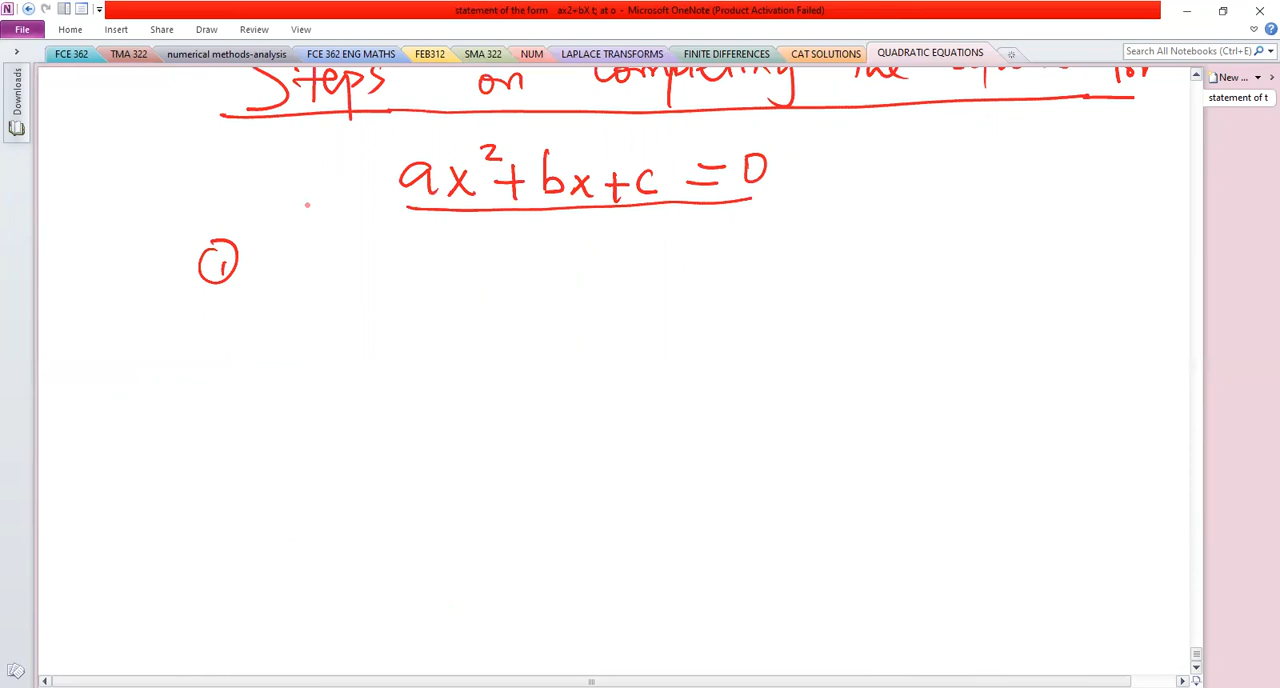 statement of the form ax2+bX t; at o - Microsoft OneNote (Product Activation Failed)
File Home Insert Share Draw Review View
FCE 362 TMA 322 numerical methods-analysis FCE 362 ENG MATHS FEB312 SMA 322 NUM LAPLACE TRANSFORMS FINITE DIFFERENCES CAT SOLUTIONS QUADRATIC EQUATIONS
Search All Notebooks (Ctrl+E)
Downloads
New ...
statement of t
Steps on completing the square for
ax²+bx+c=0
①